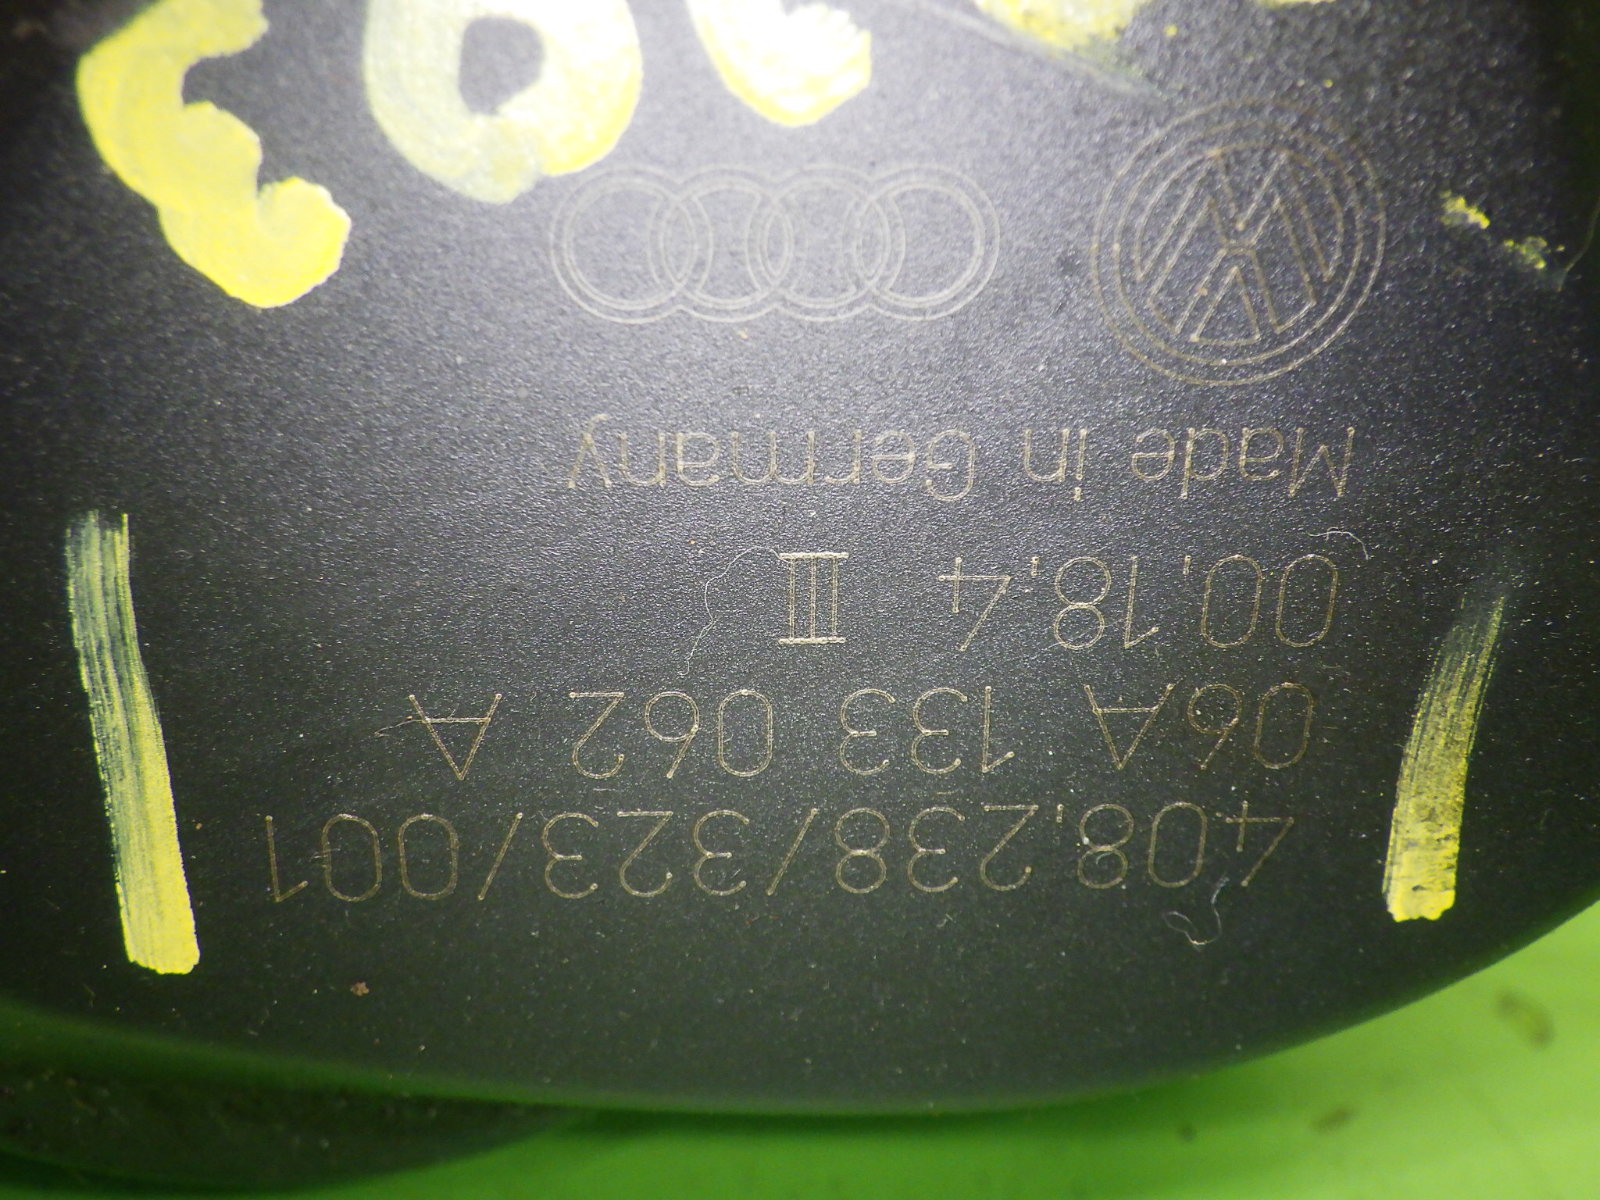 408.238/323/001
06A 133 062 A
00.18.4 III
Made in Germany